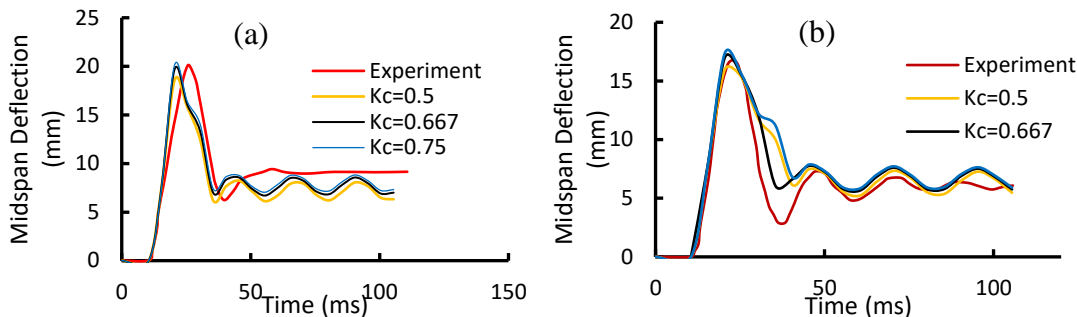 (a)
Midspan Deflection
(mm)
25
20
15
10
5
0
0
50
100
150
Time (ms)
Experiment
Kc=0.5
Kc=0.667
Kc=0.75
(b)
Midspan Deflection
(mm)
20
15
10
5
0
0
50
100
Time (ms)
Experiment
Kc=0.5
Kc=0.667